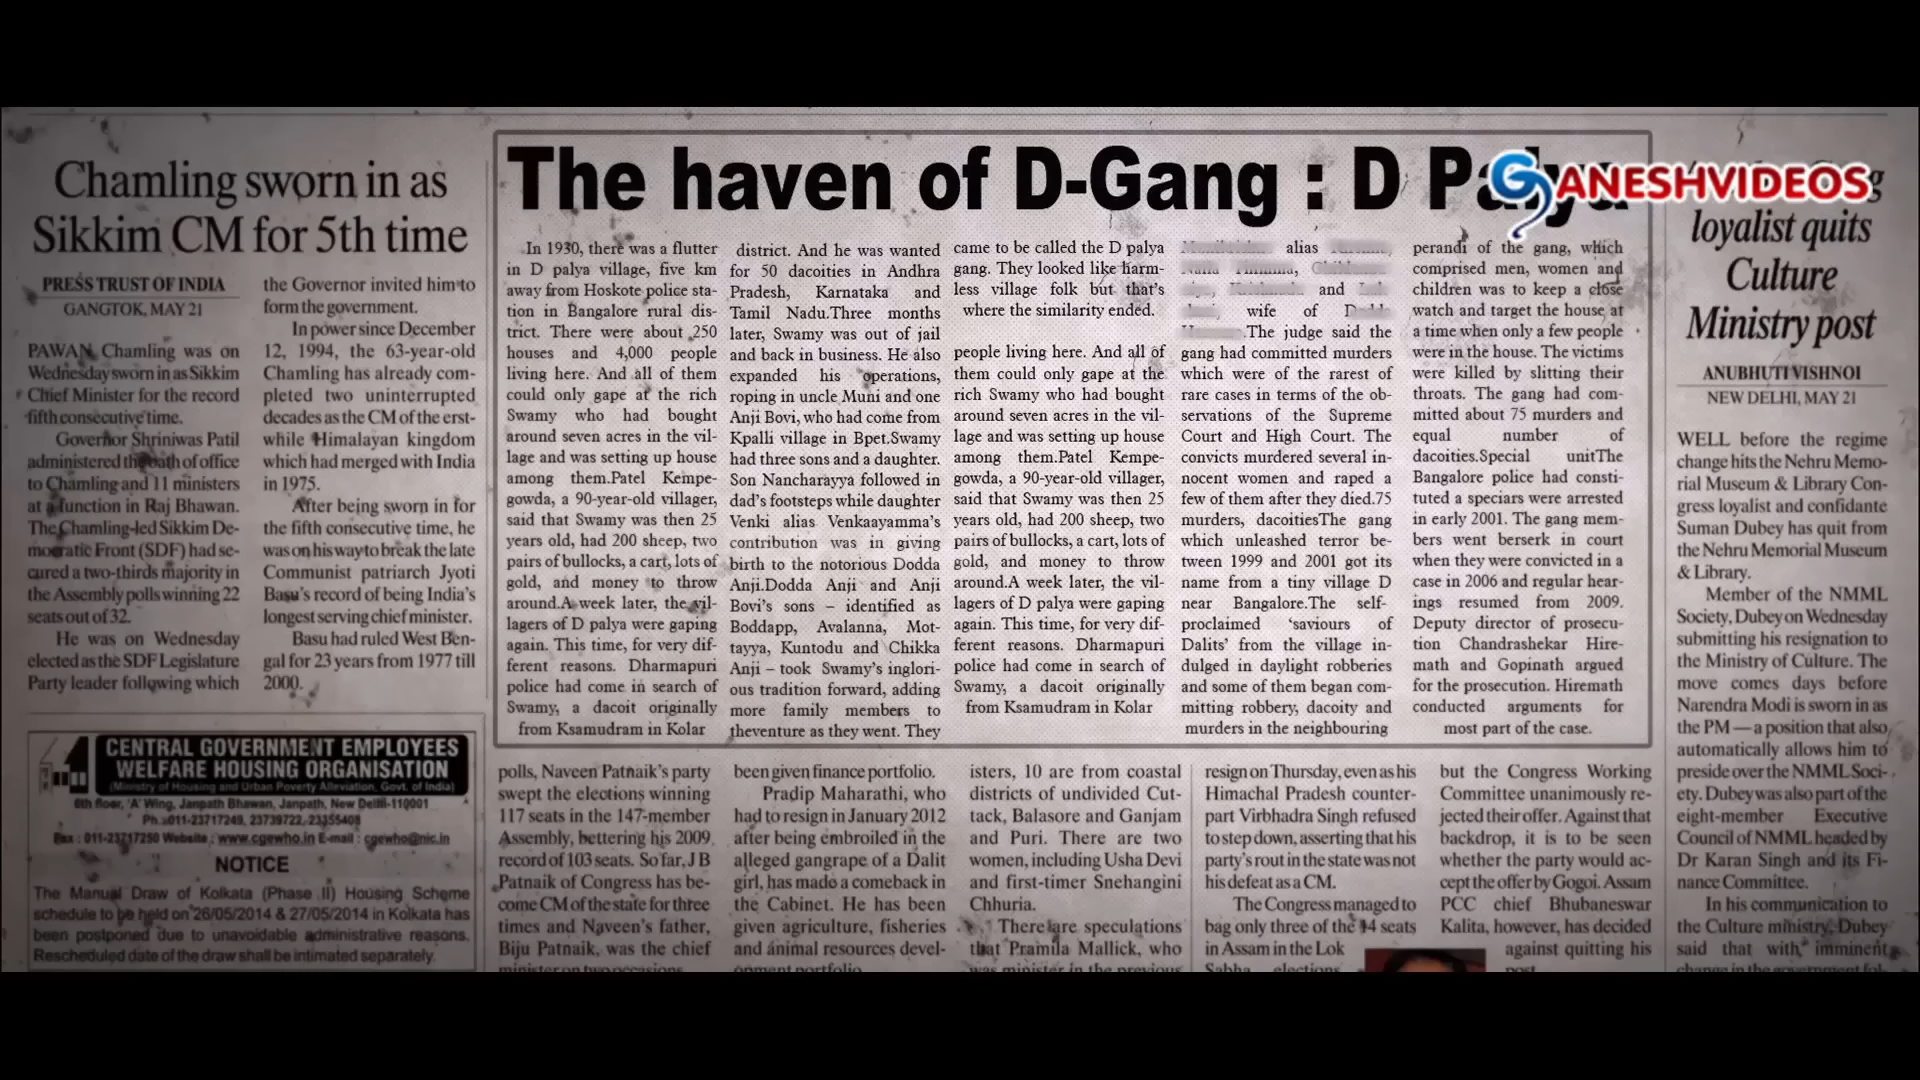 GANESHVIDEOS
Chamling sworn in as
Sikkim CM for 5th time
PRESS TRUST OF INDIA
GANGTOK, MAY 21
PAWAN Chamling was on
Wednesday sworn in as Sikkim
Chief Minister for the record
fifth consecutive time.
Governor Shriniwas Patil
administered the oath of office
to Chamling and 11 ministers
at a function in Raj Bhawan.
The Chamling-led Sikkim De-
mocratic Front (SDF) had se-
cured a two-thirds majority in
the Assembly polls winning 22
seats out of 32.
He was on Wednesday
elected as the SDF Legislature
Party leader following which
the Governor invited him to
form the government.
In power since December
12, 1994, the 63-year-old
Chamling has already com-
pleted two uninterrupted
decades as the CM of the erst-
while Himalayan kingdom
which had merged with India
in 1975.
After being sworn in for
the fifth consecutive time, he
was on his way to break the late
Communist patriarch Jyoti
Basu's record of being India's
longest serving chief minister.
Basu had ruled West Ben-
gal for 23 years from 1977 till
2000.
CENTRAL GOVERNMENT EMPLOYEES
WELFARE HOUSING ORGANISATION
(Ministry of Housing and Urban Poverty Alleviation, Govt. of India)
6th floor, 'A' Wing, Janpath Bhawan, Janpath, New Delhi-110001
Ph.:011-23717249, 23739722, 23355408
Fax : 011-23717250 Website : www.cgewho.in E-mail : cgewho@nic.in
NOTICE
The Manual Draw of Kolkata (Phase II) Housing Scheme
schedule to be held on 26/05/2014 & 27/05/2014 in Kolkata has
been postponed due to unavoidable administrative reasons.
Rescheduled date of the draw shall be intimated separately.
The haven of D-Gang : D Palya
In 1930, there was a flutter
in D palya village, five km
away from Hoskote police sta-
tion in Bangalore rural dis-
trict. There were about 250
houses and 4,000 people
living here. And all of them
could only gape at the rich
Swamy who had bought
around seven acres in the vil-
lage and was setting up house
among them.Patel Kempe-
gowda, a 90-year-old villager,
said that Swamy was then 25
years old, had 200 sheep, two
pairs of bullocks, a cart, lots of
gold, and money to throw
around.A week later, the vil-
lagers of D palya were gaping
again. This time, for very dif-
ferent reasons. Dharmapuri
police had come in search of
Swamy, a dacoit originally
from Ksamudram in Kolar
district. And he was wanted
for 50 dacoities in Andhra
Pradesh, Karnataka and
Tamil Nadu.Three months
later, Swamy was out of jail
and back in business. He also
expanded his operations,
roping in uncle Muni and one
Anji Bovi, who had come from
Kpalli village in Bpet.Swamy
had three sons and a daughter.
Son Nancharayya followed in
dad's footsteps while daughter
Venki alias Venkaayamma's
contribution was in giving
birth to the notorious Dodda
Anji.Dodda Anji and Anji
Bovi's sons – identified as
Boddapp, Avalanna, Mot-
tayya, Kuntodu and Chikka
Anji – took Swamy's inglori-
ous tradition forward, adding
more family members to
theventure as they went. They
came to be called the D palya
gang. They looked like harm-
less village folk but that's
where the similarity ended.
people living here. And all of
them could only gape at the
rich Swamy who had bought
around seven acres in the vil-
lage and was setting up house
among them.Patel Kempe-
gowda, a 90-year-old villager,
said that Swamy was then 25
years old, had 200 sheep, two
pairs of bullocks, a cart, lots of
gold, and money to throw
around.A week later, the vil-
lagers of D palya were gaping
again. This time, for very dif-
ferent reasons. Dharmapuri
police had come in search of
Swamy, a dacoit originally
from Ksamudram in Kolar
alias
and
wife of
.The judge said the
gang had committed murders
which were of the rarest of
rare cases in terms of the ob-
servations of the Supreme
Court and High Court. The
convicts murdered several in-
nocent women and raped a
few of them after they died.75
murders, dacoitiesThe gang
which unleashed terror be-
tween 1999 and 2001 got its
name from a tiny village D
near Bangalore.The self-
proclaimed 'saviours of
Dalits' from the village in-
dulged in daylight robberies
and some of them began com-
mitting robbery, dacoity and
murders in the neighbouring
perandi of the gang, which
comprised men, women and
children was to keep a close
watch and target the house at
a time when only a few people
were in the house. The victims
were killed by slitting their
throats. The gang had com-
mitted about 75 murders and
equal number of
dacoities.Special unitThe
Bangalore police had consti-
tuted a speciars were arrested
in early 2001. The gang mem-
bers went berserk in court
when they were convicted in a
case in 2006 and regular hear-
ings resumed from 2009.
Deputy director of prosecu-
tion Chandrashekar Hire-
math and Gopinath argued
for the prosecution. Hiremath
conducted arguments for
most part of the case.
polls, Naveen Patnaik's party
swept the elections winning
117 seats in the 147-member
Assembly, bettering his 2009
record of 103 seats. So far, J B
Patnaik of Congress has be-
come CM of the state for three
times and Naveen's father,
Biju Patnaik, was the chief
minister on two occasions.
been given finance portfolio.
Pradip Maharathi, who
had to resign in January 2012
after being embroiled in the
alleged gangrape of a Dalit
girl, has made a comeback in
the Cabinet. He has been
given agriculture, fisheries
and animal resources devel-
opment portfolio.
isters, 10 are from coastal
districts of undivided Cut-
tack, Balasore and Ganjam
and Puri. There are two
women, including Usha Devi
and first-timer Snehangini
Chhuria.
There are speculations
that Pramila Mallick, who
was minister in the previous
resign on Thursday, even as his
Himachal Pradesh counter-
part Virbhadra Singh refused
to step down, asserting that his
party's rout in the state was not
his defeat as a CM.
The Congress managed to
bag only three of the 14 seats
in Assam in the Lok
Sabha elections
but the Congress Working
Committee unanimously re-
jected their offer. Against that
backdrop, it is to be seen
whether the party would ac-
cept the offer by Gogoi. Assam
PCC chief Bhubaneswar
Kalita, however, has decided
against quitting his
post.
loyalist quits
Culture
Ministry post
ANUBHUTI VISHNOI
NEW DELHI, MAY 21
WELL before the regime
change hits the Nehru Memo-
rial Museum & Library Con-
gress loyalist and confidante
Suman Dubey has quit from
the Nehru Memorial Museum
& Library.
Member of the NMML
Society, Dubey on Wednesday
submitting his resignation to
the Ministry of Culture. The
move comes days before
Narendra Modi is sworn in as
the PM — a position that also
automatically allows him to
preside over the NMML Soci-
ety. Dubey was also part of the
eight-member Executive
Council of NMML headed by
Dr Karan Singh and its Fi-
nance Committee.
In his communication to
the Culture ministry, Dubey
said that with imminent
change in the government